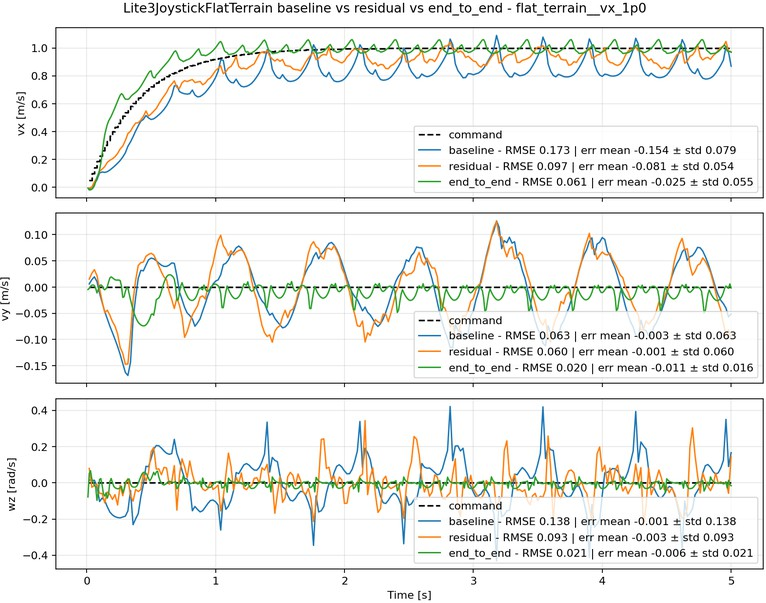 Lite3JoystickFlatTerrain baseline vs residual vs end_to_end - flat_terrain__vx_1p0
vx [m/s]
1.0
0.8
0.6
0.4
0.2
0.0
command
baseline - RMSE 0.173 | err mean -0.154 ± std 0.079
residual - RMSE 0.097 | err mean -0.081 ± std 0.054
end_to_end - RMSE 0.061 | err mean -0.025 ± std 0.055
vy [m/s]
0.10
0.05
0.00
−0.05
−0.10
−0.15
command
baseline - RMSE 0.063 | err mean -0.003 ± std 0.063
residual - RMSE 0.060 | err mean -0.001 ± std 0.060
end_to_end - RMSE 0.020 | err mean -0.011 ± std 0.016
wz [rad/s]
0.4
0.2
0.0
−0.2
−0.4
command
baseline - RMSE 0.138 | err mean -0.001 ± std 0.138
residual - RMSE 0.093 | err mean -0.003 ± std 0.093
end_to_end - RMSE 0.021 | err mean -0.006 ± std 0.021
0 1 2 3 4 5
Time [s]